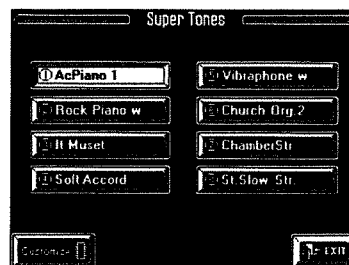 Super Tones
AcPiano 1
Vibraphone w
Rock Piano w
Church Org.2
It Muset
ChamberStr
Soft Accord
St.Slow Str.
Customize
EXIT